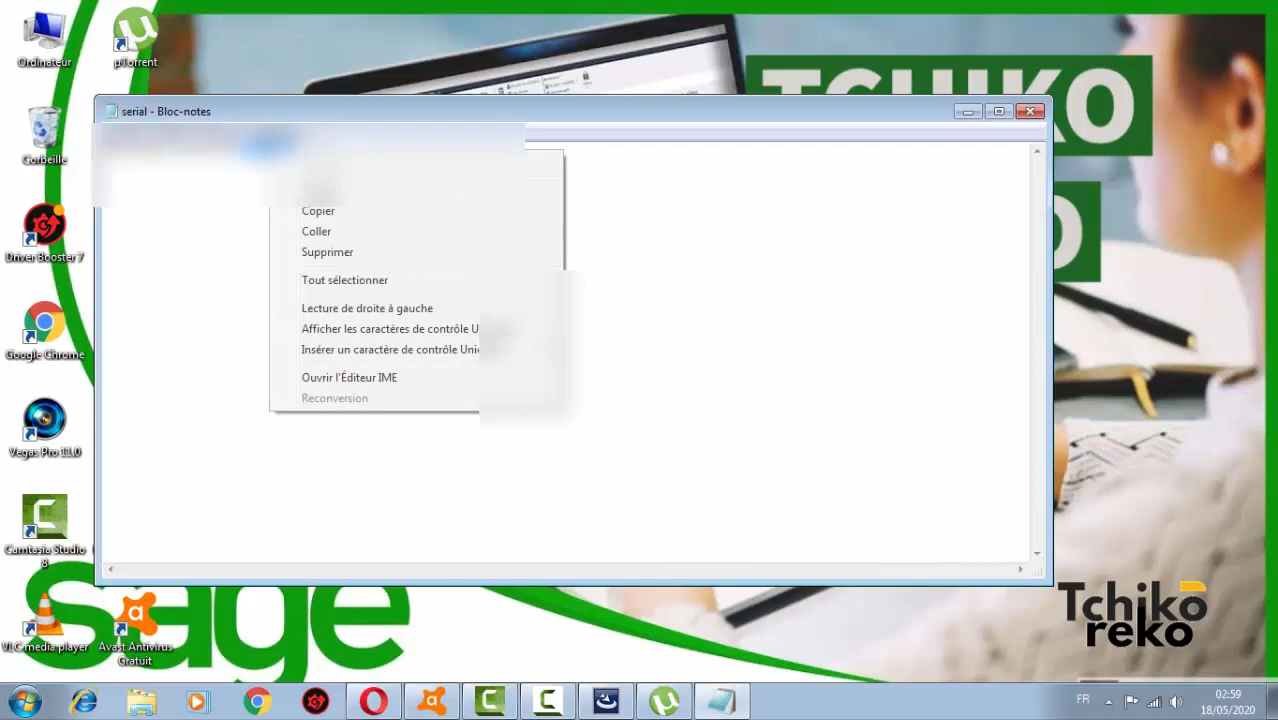 Ordinateur
µTorrent
TCHIKO
serial - Bloc-notes
Corbeille
Copier
Coller
Supprimer
Driver Booster 7
Tout sélectionner
Lecture de droite à gauche
Afficher les caractères de contrôle U
Insérer un caractère de contrôle Uni
Google Chrome
Ouvrir l'Éditeur IME
Reconversion
Vegas Pro 11.0
Camtasia Studio
8
sage
Tchiko
reko
VLC media player
Avast Antivirus
Gratuit
FR
02:59
18/05/2020